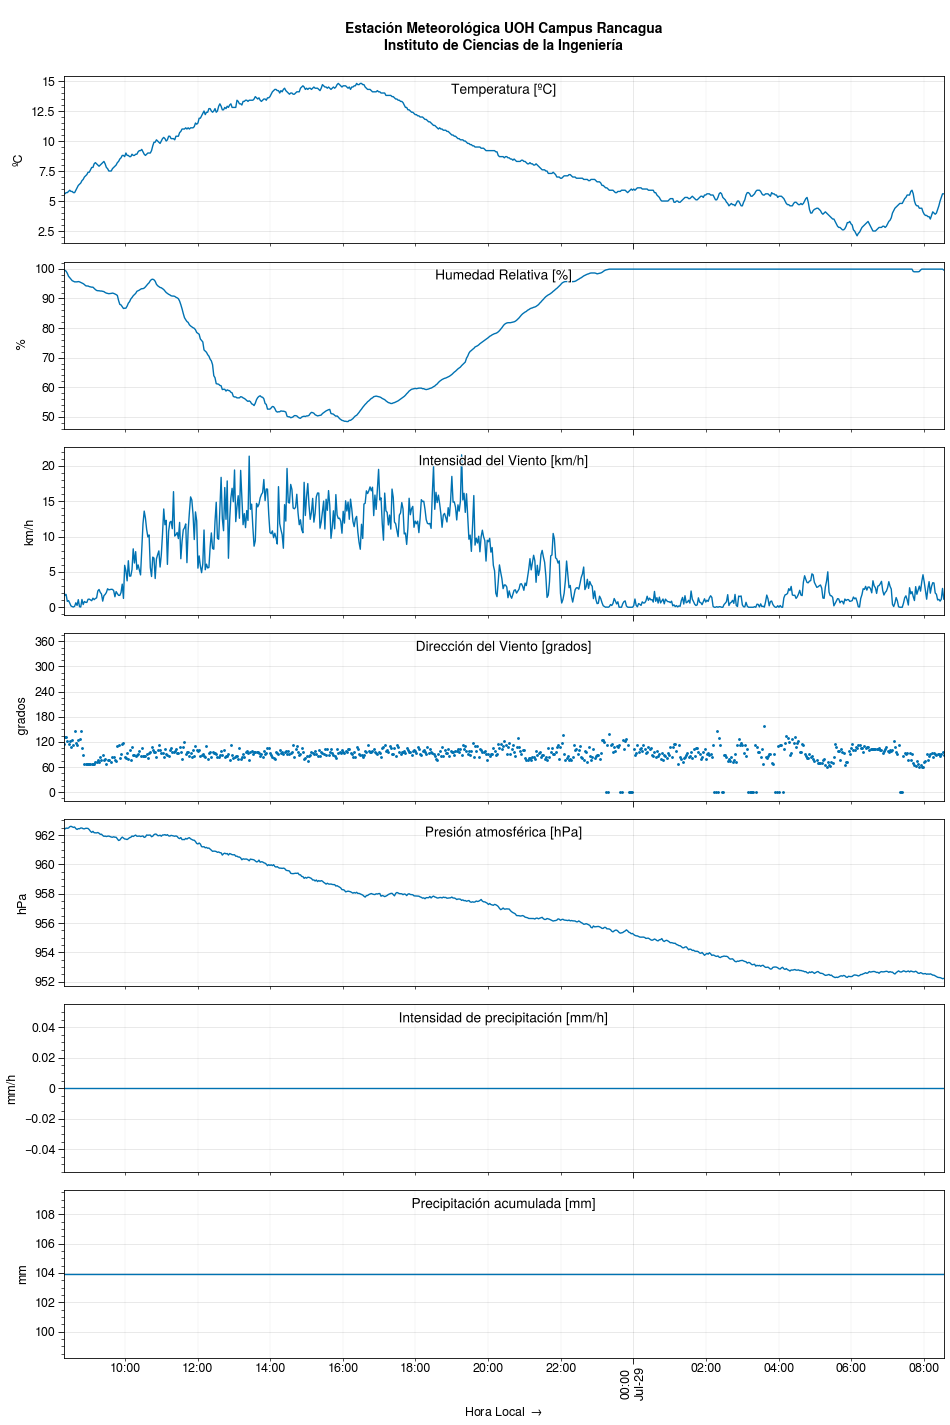 Estación Meteorológica UOH Campus Rancagua
Instituto de Ciencias de la Ingeniería
Temperatura [ºC]
ºC
15
12.5
10
7.5
5
2.5
Humedad Relativa [%]
%
100
90
80
70
60
50
Intensidad del Viento [km/h]
km/h
20
15
10
5
0
Dirección del Viento [grados]
grados
360
300
240
180
120
60
0
Presión atmosférica [hPa]
hPa
962
960
958
956
954
952
Intensidad de precipitación [mm/h]
mm/h
0.04
0.02
0
−0.02
−0.04
Precipitación acumulada [mm]
mm
108
106
104
102
100
10:00 12:00 14:00 16:00 18:00 20:00 22:00 00:00 02:00 04:00 06:00 08:00
Jul-29
Hora Local →